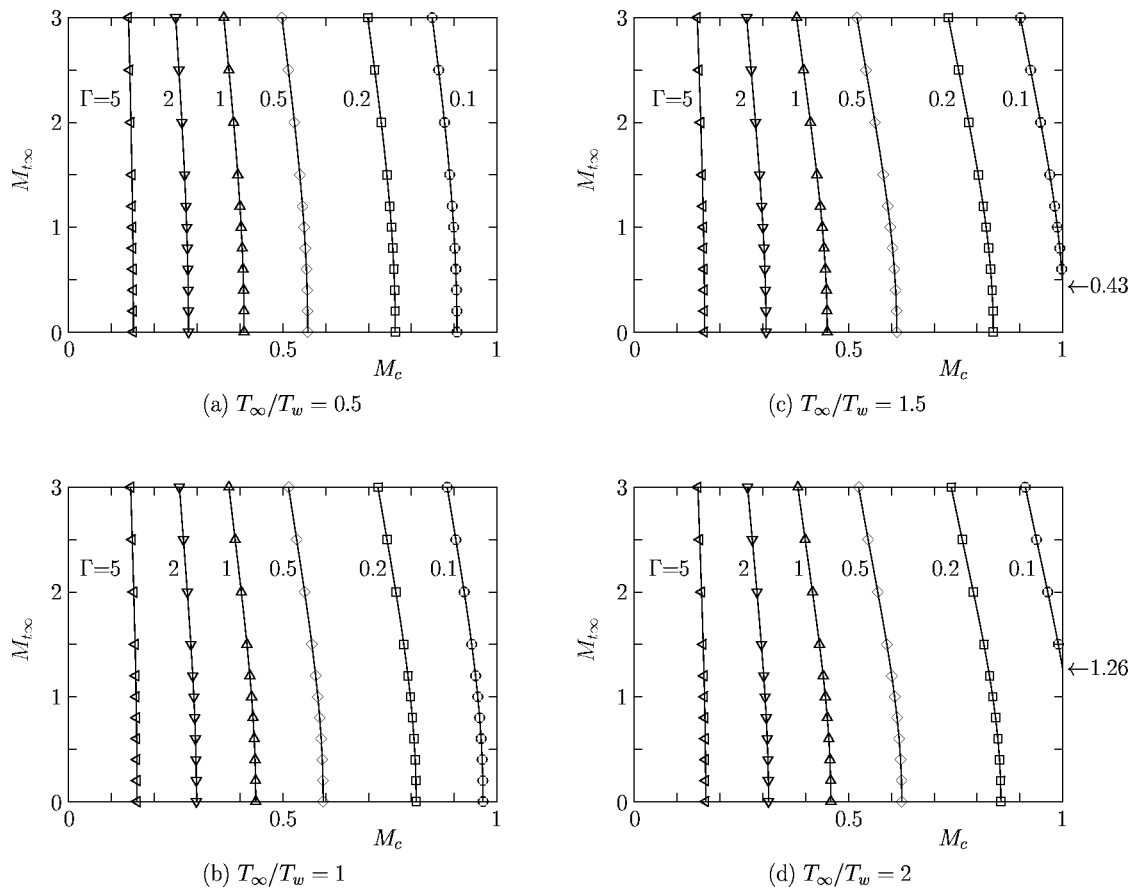 3
2
1
0
M_{t∞}
Γ=5 2 1 0.5 0.2 0.1
0 0.5 1
M_c
(a) T_∞/T_w = 0.5
3
2
1
0
M_{t∞}
Γ=5 2 1 0.5 0.2 0.1
←0.43
0 0.5 1
M_c
(c) T_∞/T_w = 1.5
3
2
1
0
M_{t∞}
Γ=5 2 1 0.5 0.2 0.1
0 0.5 1
M_c
(b) T_∞/T_w = 1
3
2
1
0
M_{t∞}
Γ=5 2 1 0.5 0.2 0.1
←1.26
0 0.5 1
M_c
(d) T_∞/T_w = 2